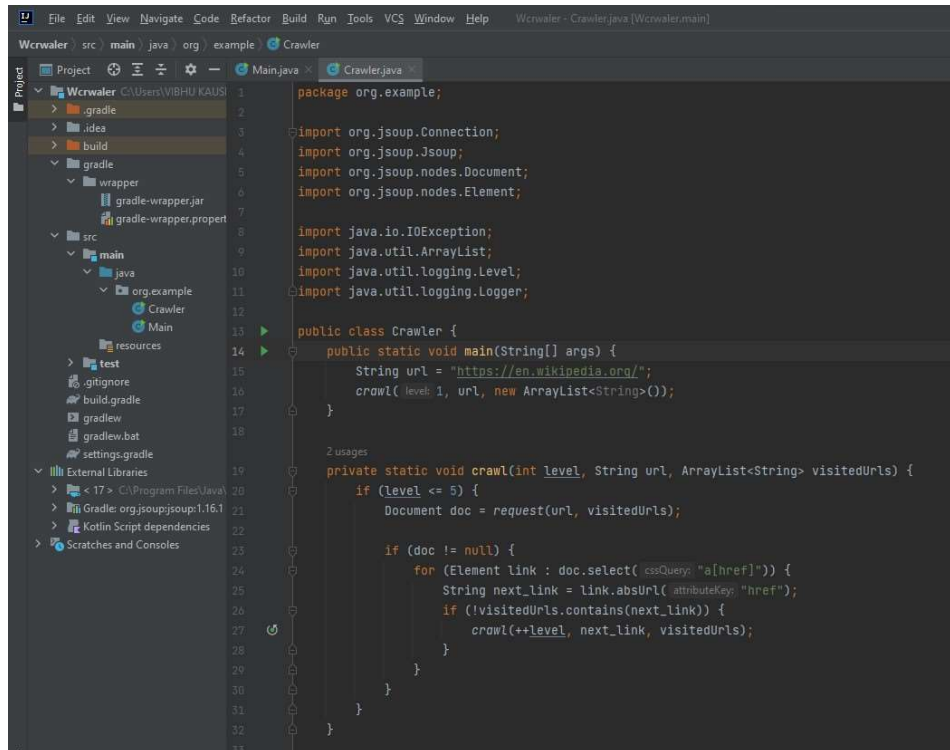 File Edit View Navigate Code Refactor Build Run Tools VCS Window Help Wcrwaler - Crawler.java [Wcrwaler.main]
Wcrwaler src main java org example Crawler
Project
Project
Wcrwaler C:\Users\VIBHU KAUS
.gradle
.idea
build
gradle
wrapper
gradle-wrapper.jar
gradle-wrapper.propert
src
main
java
org.example
Crawler
Main
resources
test
.gitignore
build.gradle
gradlew
gradlew.bat
settings.gradle
External Libraries
< 17 > C:\Program Files\Java\
Gradle: org.jsoup:jsoup:1.16.1
Kotlin Script dependencies
Scratches and Consoles
Main.java Crawler.java
1 package org.example;
2
3 import org.jsoup.Connection;
4 import org.jsoup.Jsoup;
5 import org.jsoup.nodes.Document;
6 import org.jsoup.nodes.Element;
7
8 import java.io.IOException;
9 import java.util.ArrayList;
10 import java.util.logging.Level;
11 import java.util.logging.Logger;
12
13 public class Crawler {
14 public static void main(String[] args) {
15 String url = "https://en.wikipedia.org/";
16 crawl( level: 1, url, new ArrayList<String>());
17 }
18
2 usages
19 private static void crawl(int level, String url, ArrayList<String> visitedUrls) {
20 if (level <= 5) {
21 Document doc = request(url, visitedUrls);
22
23 if (doc != null) {
24 for (Element link : doc.select( cssQuery: "a[href]")) {
25 String next_link = link.absUrl( attributeKey: "href");
26 if (!visitedUrls.contains(next_link)) {
27 crawl(++level, next_link, visitedUrls);
28 }
29 }
30 }
31 }
32 }
33